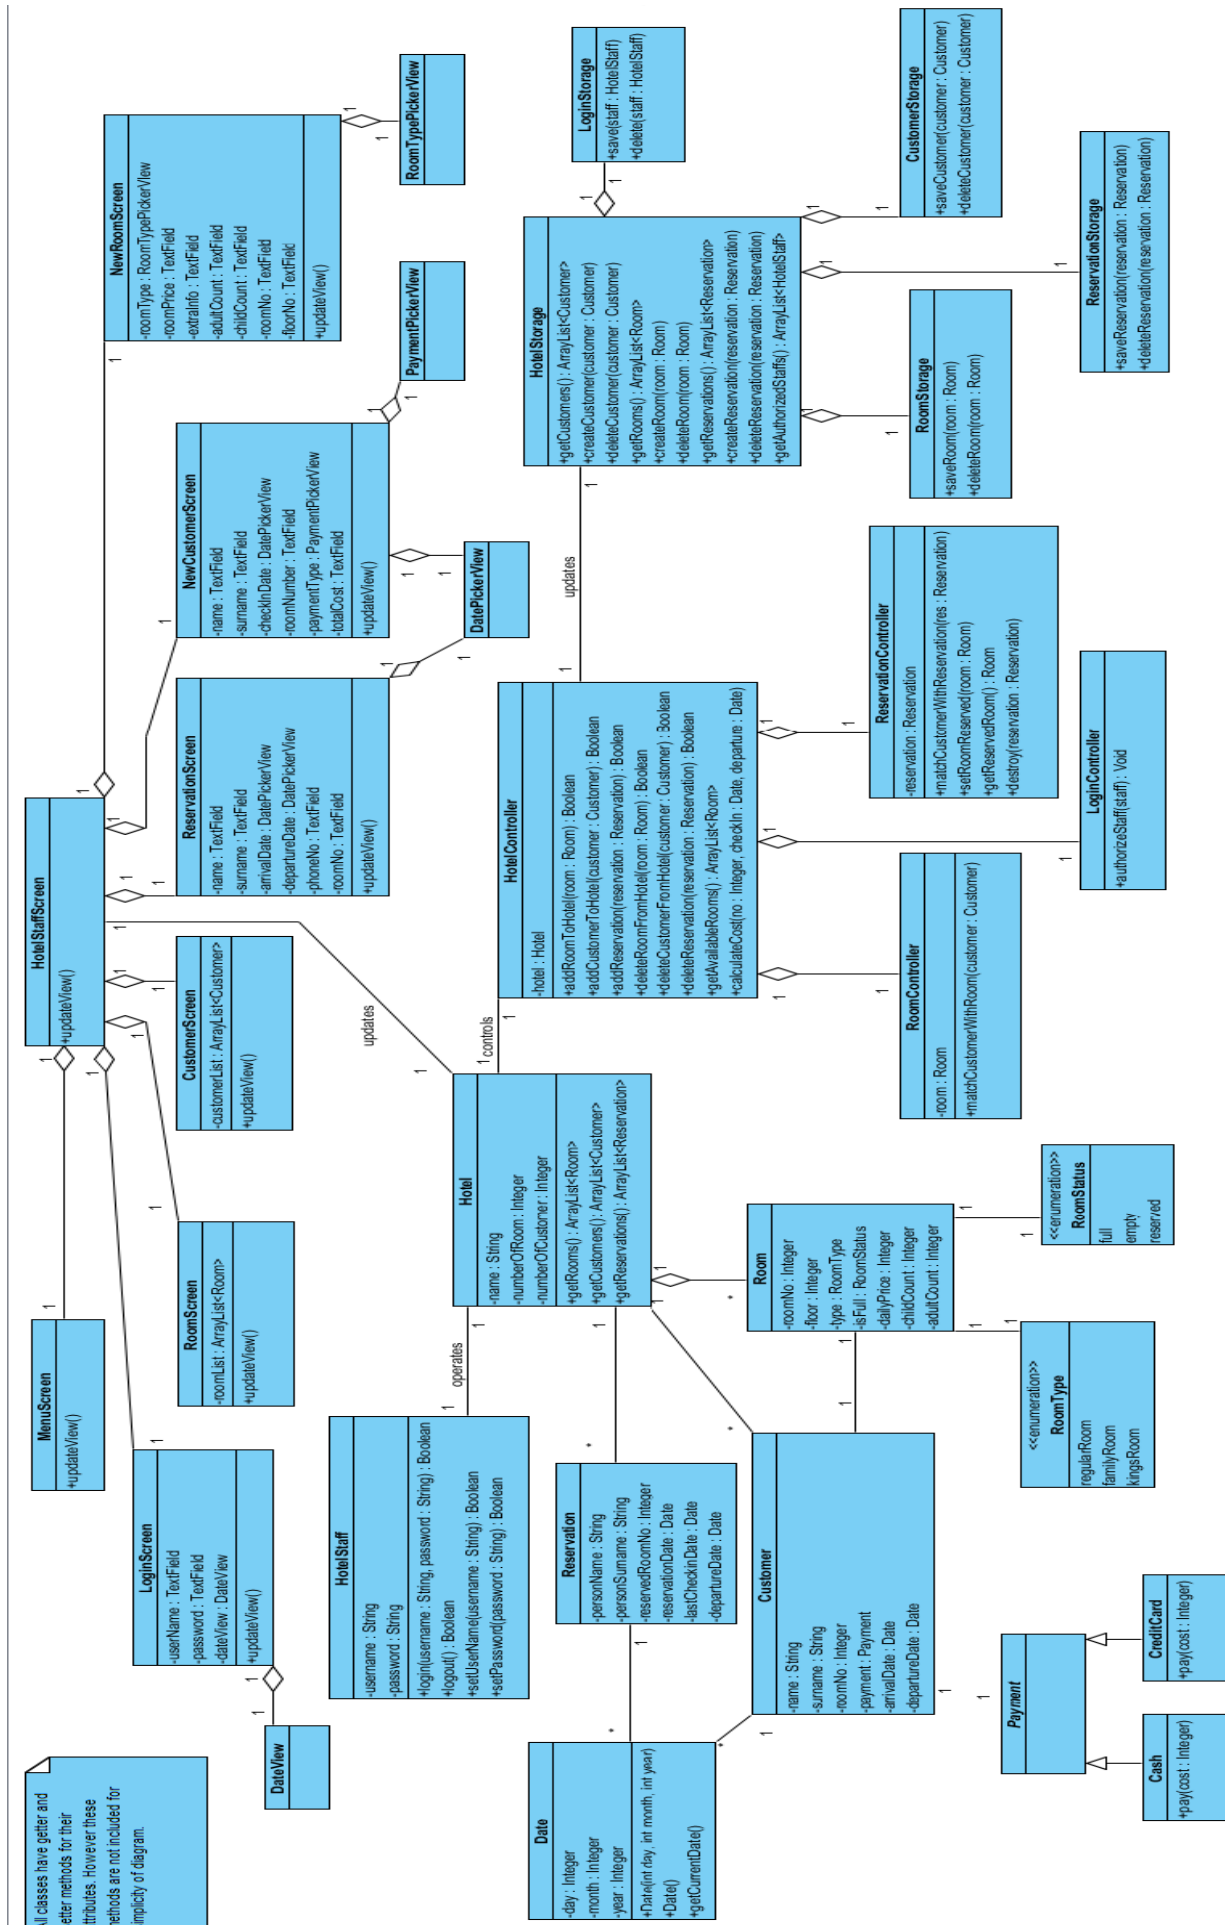 All classes have getter and
etter methods for their
ttributes. However these
methods are not included for
simplicity of diagram.
MenuScreen
+updateView()
HotelStaffScreen
+updateView()
LoginScreen
-userName : TextField
-password : TextField
-dateView : DateView
+updateView()
DateView
RoomScreen
-roomList : ArrayList<Room>
+updateView()
CustomerScreen
-customerList : ArrayList<Customer>
+updateView()
ReservationScreen
-name : TextField
-surname : TextField
-arrivalDate : DatePickerView
-departureDate : DatePickerView
-phoneNo : TextField
-roomNo : TextField
+updateView()
NewCustomerScreen
-name : TextField
-surname : TextField
-checkInDate : DatePickerView
-roomNumber : TextField
-paymentType : PaymentPickerView
-totalCost : TextField
+updateView()
NewRoomScreen
-roomType : RoomTypePickerView
-roomPrice : TextField
-extraInfo : TextField
-adultCount : TextField
-childCount : TextField
-roomNo : TextField
-floorNo : TextField
+updateView()
RoomTypePickerView
PaymentPickerView
DatePickerView
updates
HotelStaff
-username : String
-password : String
+login(username : String, password : String) : Boolean
+logout() : Boolean
+setUserName(username : String) : Boolean
+setPassword(password : String) : Boolean
1
operates
1
Hotel
-name : String
-numberOfRoom : Integer
-numberOfCustomer : Integer
+getRooms() : ArrayList<Room>
+getCustomers() : ArrayList<Customer>
+getReservations() : ArrayList<Reservation>
1
controls
1
HotelController
-hotel : Hotel
+addRoomToHotel(room : Room) : Boolean
+addCustomerToHotel(customer : Customer) : Boolean
+addReservation(reservation : Reservation) : Boolean
+deleteRoomFromHotel(room : Room) : Boolean
+deleteCustomerFromHotel(customer : Customer) : Boolean
+deleteReservation(reservation : Reservation) : Boolean
+getAvailableRooms() : ArrayList<Room>
+calculateCost(no : Integer, checkIn : Date, departure : Date)
1
updates
1
HotelStorage
+getCustomers() : ArrayList<Customer>
+createCustomer(customer : Customer)
+deleteCustomer(customer : Customer)
+getRooms() : ArrayList<Room>
+createRoom(room : Room)
+deleteRoom(room : Room)
+getReservations() : ArrayList<Reservation>
+createReservation(reservation : Reservation)
+deleteReservation(reservation : Reservation)
+getAuthorizedStaffs() : ArrayList<HotelStaff>
LoginStorage
+save(staff : HotelStaff)
+delete(staff : HotelStaff)
Date
-day : Integer
-month : Integer
-year : Integer
+Date(int day, int month, int year)
+Date()
+getCurrentDate()
Reservation
-personName : String
-personSurname : String
-reservedRoomNo : Integer
-reservationDate : Date
-lastCheckinDate : Date
-departureDate : Date
Customer
-name : String
-surname : String
-roomNo : Integer
-payment : Payment
-arrivalDate : Date
-departureDate : Date
Room
-roomNo : Integer
-floor : Integer
-type : RoomType
-isFull : RoomStatus
-dailyPrice : Integer
-childCount : Integer
-adultCount : Integer
RoomController
-room : Room
+matchCustomerWithRoom(customer : Customer)
LoginController
+authorizeStaff(staff) : Void
ReservationController
-reservation : Reservation
+matchCustomerWithReservation(res : Reservation)
+setRoomReserved(room : Room)
+getReservedRoom() : Room
+destroy(reservation : Reservation)
RoomStorage
+saveRoom(room : Room)
+deleteRoom(room : Room)
ReservationStorage
+saveReservation(reservation : Reservation)
+deleteReservation(reservation : Reservation)
CustomerStorage
+saveCustomer(customer : Customer)
+deleteCustomer(customer : Customer)
Payment
Cash
+pay(cost : Integer)
CreditCard
+pay(cost : Integer)
<<enumeration>>
RoomType
regularRoom
familyRoom
kingsRoom
<<enumeration>>
RoomStatus
full
empty
reserved